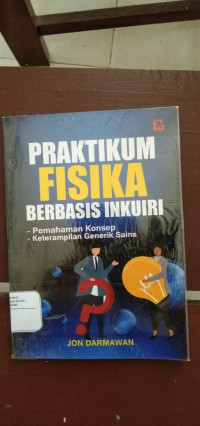 PRAKTIKUM
FISIKA
BERBASIS INKUIRI
- Pemahaman Konsep
- Keterampilan Generik Sains
JON DARMAWAN